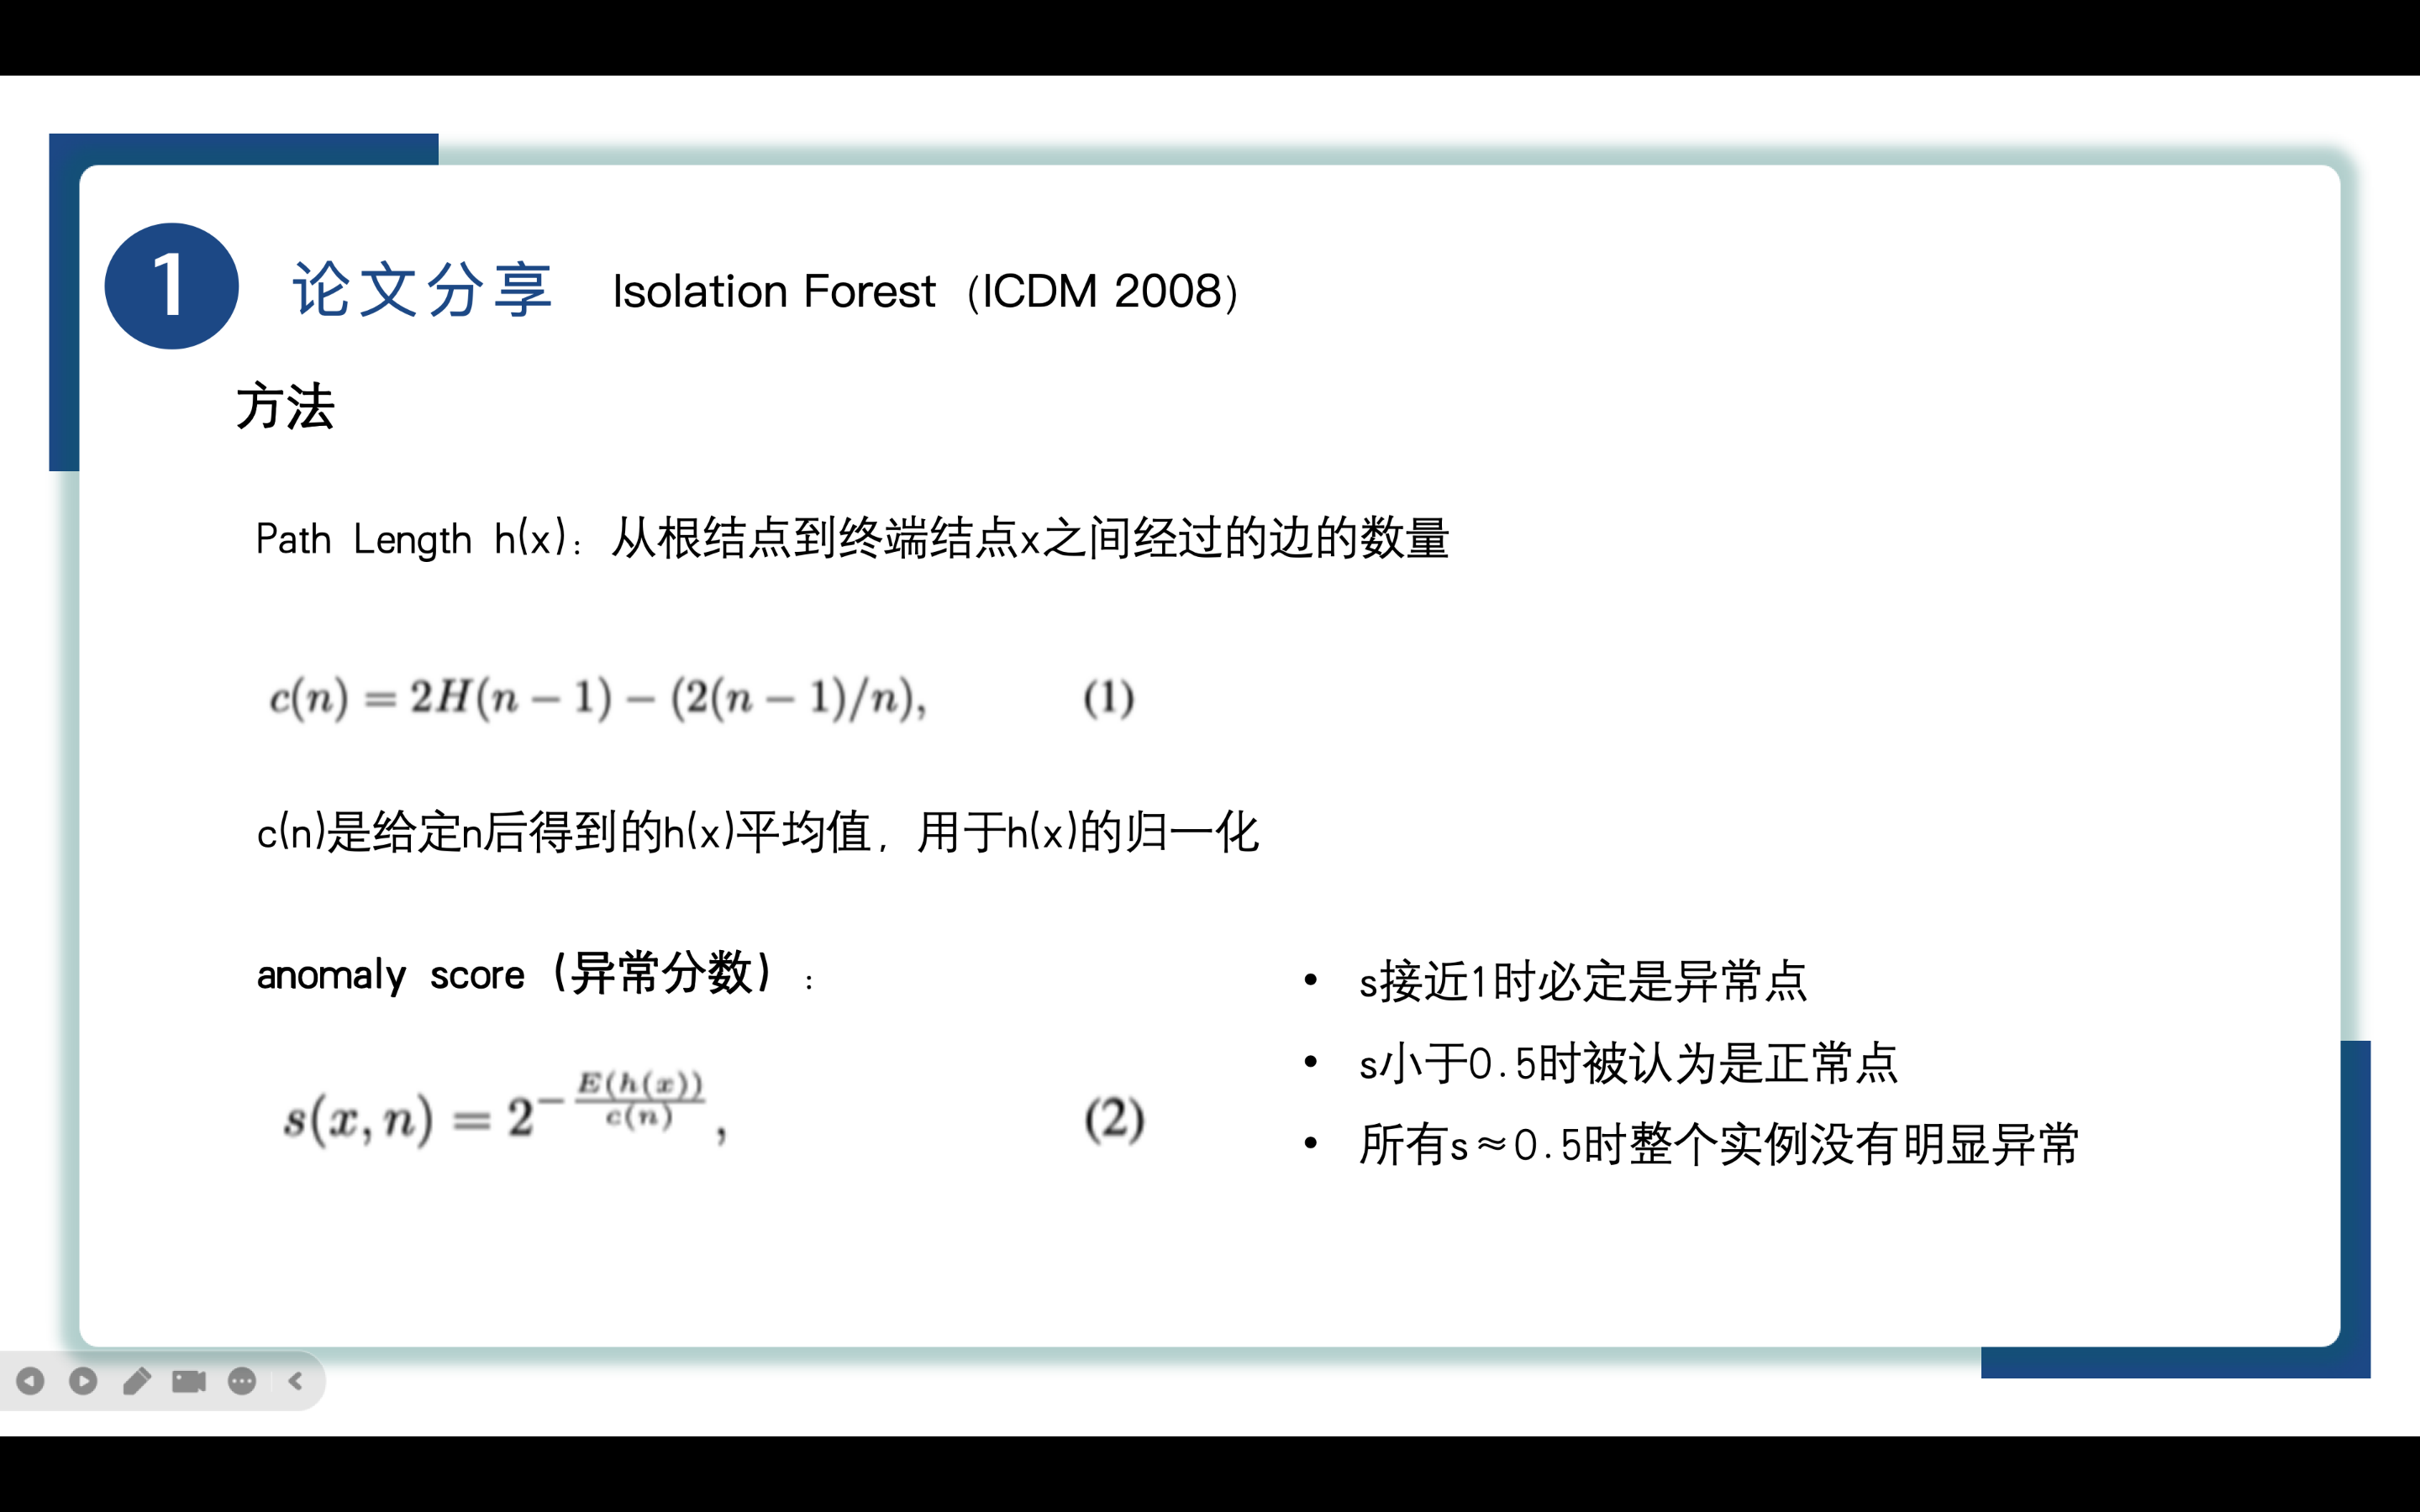 1
论文分享 Isolation Forest（ICDM 2008）
方法
Path Length h(x)：从根结点到终端结点x之间经过的边的数量
c(n) = 2H(n − 1) − (2(n − 1)/n), (1)
c(n)是给定n后得到的h(x)平均值，用于h(x)的归一化
anomaly score（异常分数）：
s(x, n) = 2^{−\frac{E(h(x))}{c(n)}}, (2)
• s接近1时必定是异常点
• s小于0.5时被认为是正常点
• 所有s≈0.5时整个实例没有明显异常